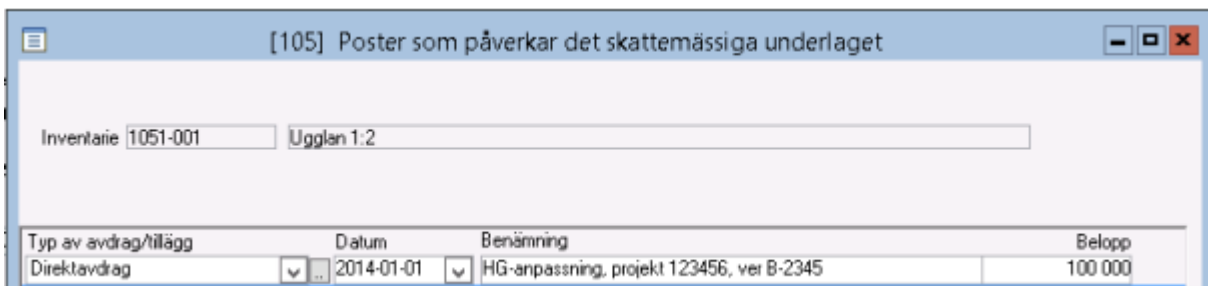 [105] Poster som påverkar det skattemässiga underlaget
Inventarie 1051-001 Ugglan 1:2
Typ av avdrag/tillägg Datum Benämning Belopp
Direktavdrag .. 2014-01-01 HG-anpassning, projekt 123456, ver B-2345 100 000